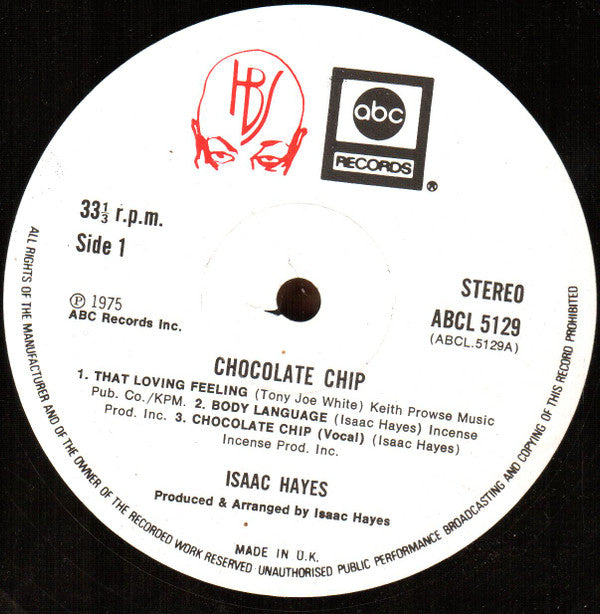 HBS
abc
RECORDS
®
33⅓ r.p.m.
Side 1
℗ 1975
ABC Records Inc.
STEREO
ABCL 5129
(ABCL.5129A)
CHOCOLATE CHIP
1. THAT LOVING FEELING (Tony Joe White) Keith Prowse Music
Pub. Co./KPM. 2. BODY LANGUAGE (Isaac Hayes) Incense
Prod. Inc. 3. CHOCOLATE CHIP (Vocal) (Isaac Hayes)
Incense Prod. Inc.
ISAAC HAYES
Produced & Arranged by Isaac Hayes
MADE IN U.K.
ALL RIGHTS OF THE MANUFACTURER AND OF THE OWNER OF THE RECORDED WORK RESERVED UNAUTHORISED PUBLIC PERFORMANCE BROADCASTING AND COPYING OF THIS RECORD PROHIBITED